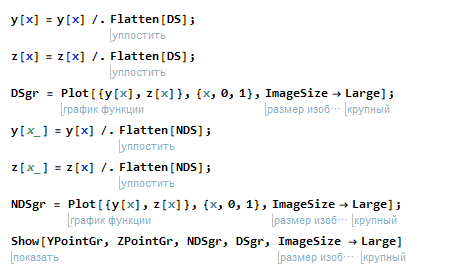 y[x] = y[x] /. Flatten[DS];
уплостить
z[x] = z[x] /. Flatten[DS];
уплостить
DSgr = Plot[{y[x], z[x]}, {x, 0, 1}, ImageSize → Large];
график функции размер изоб⋯ крупный
y[x_] = y[x] /. Flatten[NDS];
уплостить
z[x_] = z[x] /. Flatten[NDS];
уплостить
NDSgr = Plot[{y[x], z[x]}, {x, 0, 1}, ImageSize → Large];
график функции размер изоб⋯ крупный
Show[YPointGr, ZPointGr, NDSgr, DSgr, ImageSize → Large]
показать размер изоб⋯ крупный